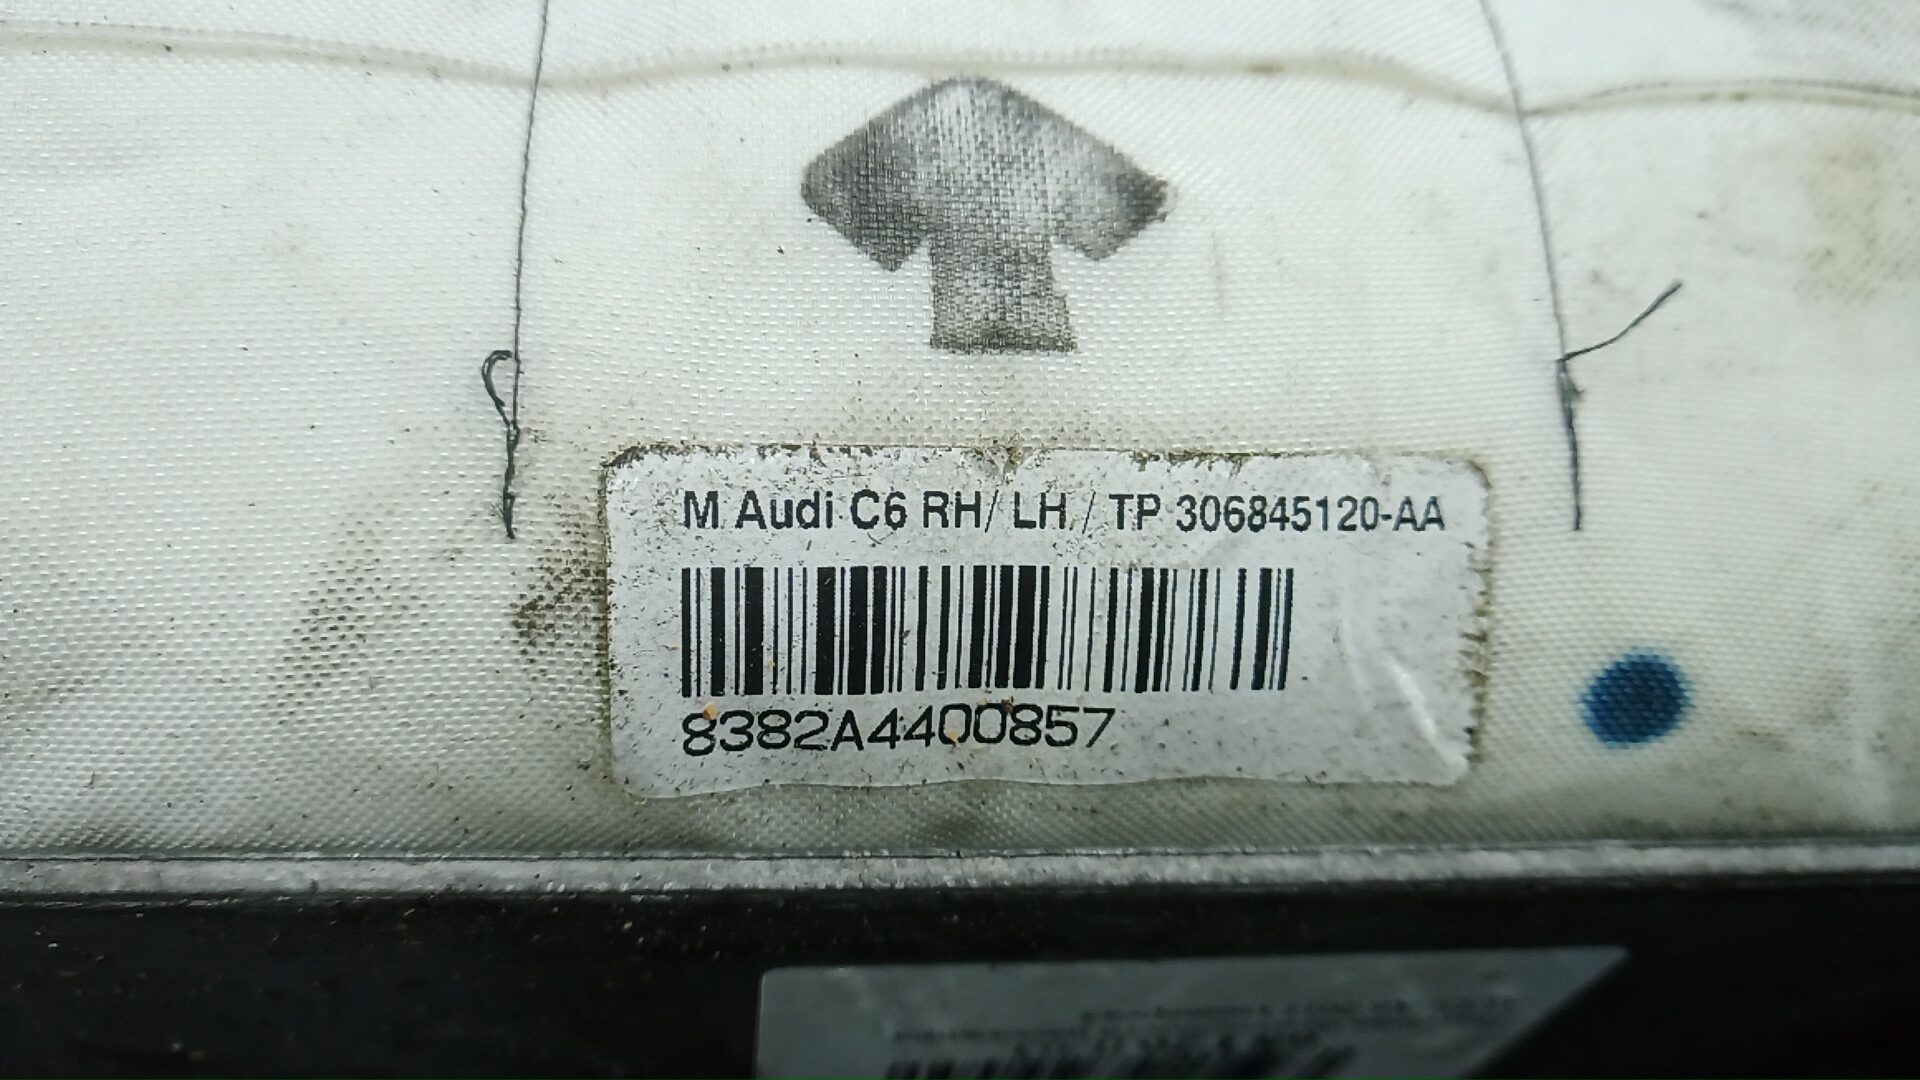 M Audi C6 RH/ LH / TP 306845120-AA
8382A4400857